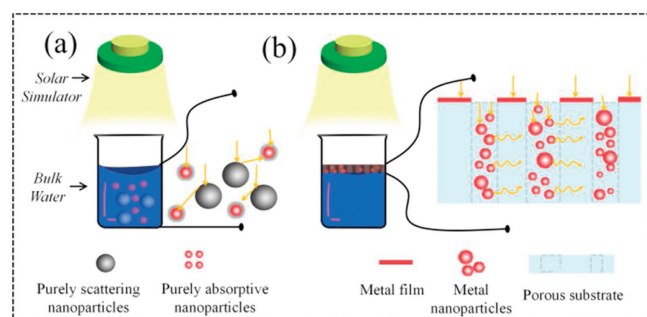 (a)
(b)
Solar
Simulator
Bulk
Water
Purely scattering
nanoparticles
Purely absorptive
nanoparticles
Metal film
Metal
nanoparticles
Porous substrate